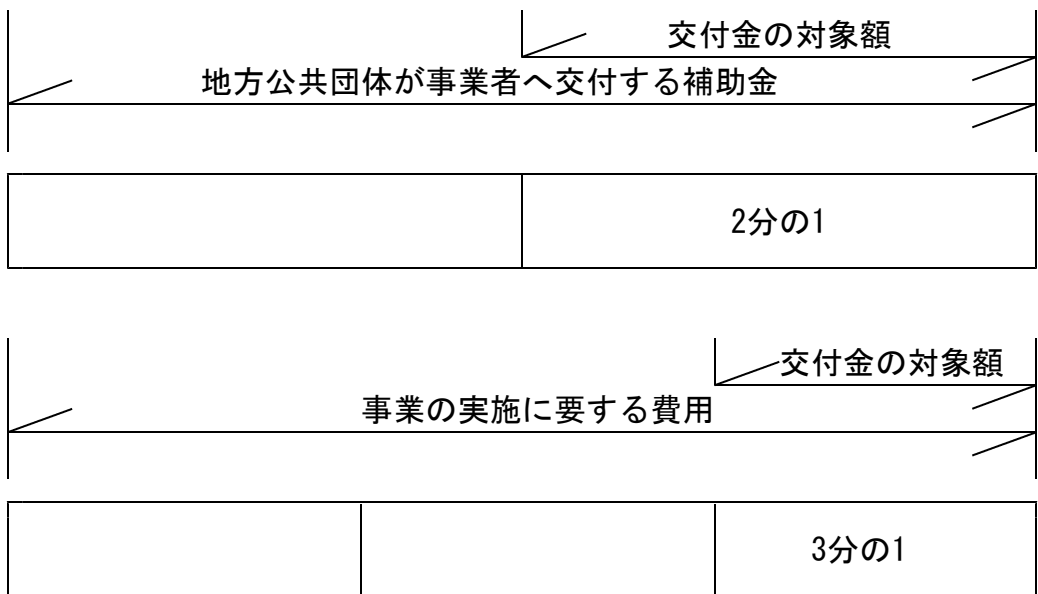 交付金の対象額
地方公共団体が事業者へ交付する補助金
2分の1
交付金の対象額
事業の実施に要する費用
3分の1